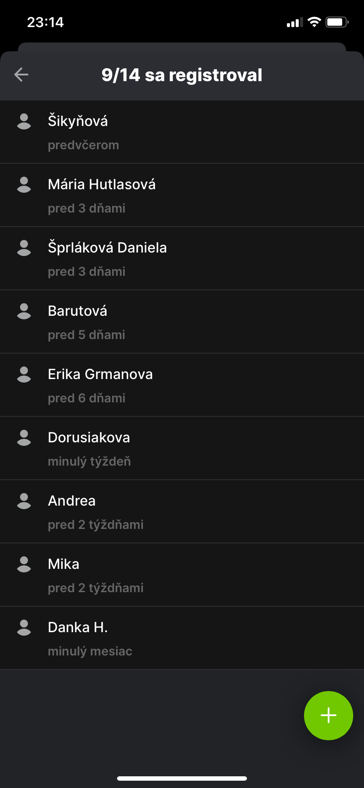 23:14
9/14 sa registroval
Šikyňová
predvčerom
Mária Hutlasová
pred 3 dňami
Šprláková Daniela
pred 3 dňami
Barutová
pred 5 dňami
Erika Grmanova
pred 6 dňami
Dorusiakova
minulý týždeň
Andrea
pred 2 týždňami
Mika
pred 2 týždňami
Danka H.
minulý mesiac